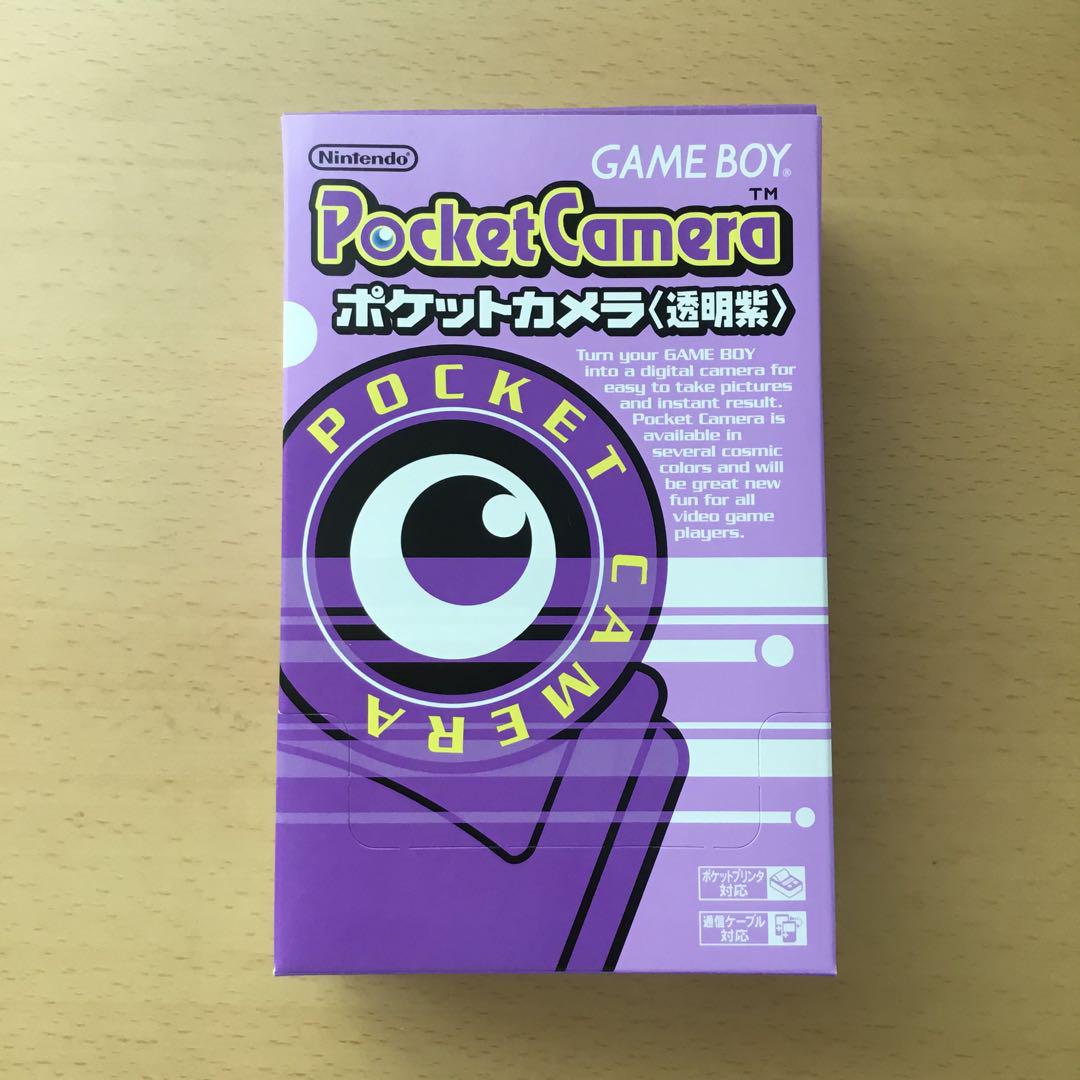 Nintendo®
GAME BOY®
PocketCamera™
ポケットカメラ〈透明紫〉
Turn your GAME BOY
into a digital camera for
easy to take pictures
and instant result.
Pocket Camera is
available in
several cosmic
colors and will
be great new
fun for all
video game
players.
POCKET CAMERA
ポケットプリンタ
対応
通信ケーブル
対応